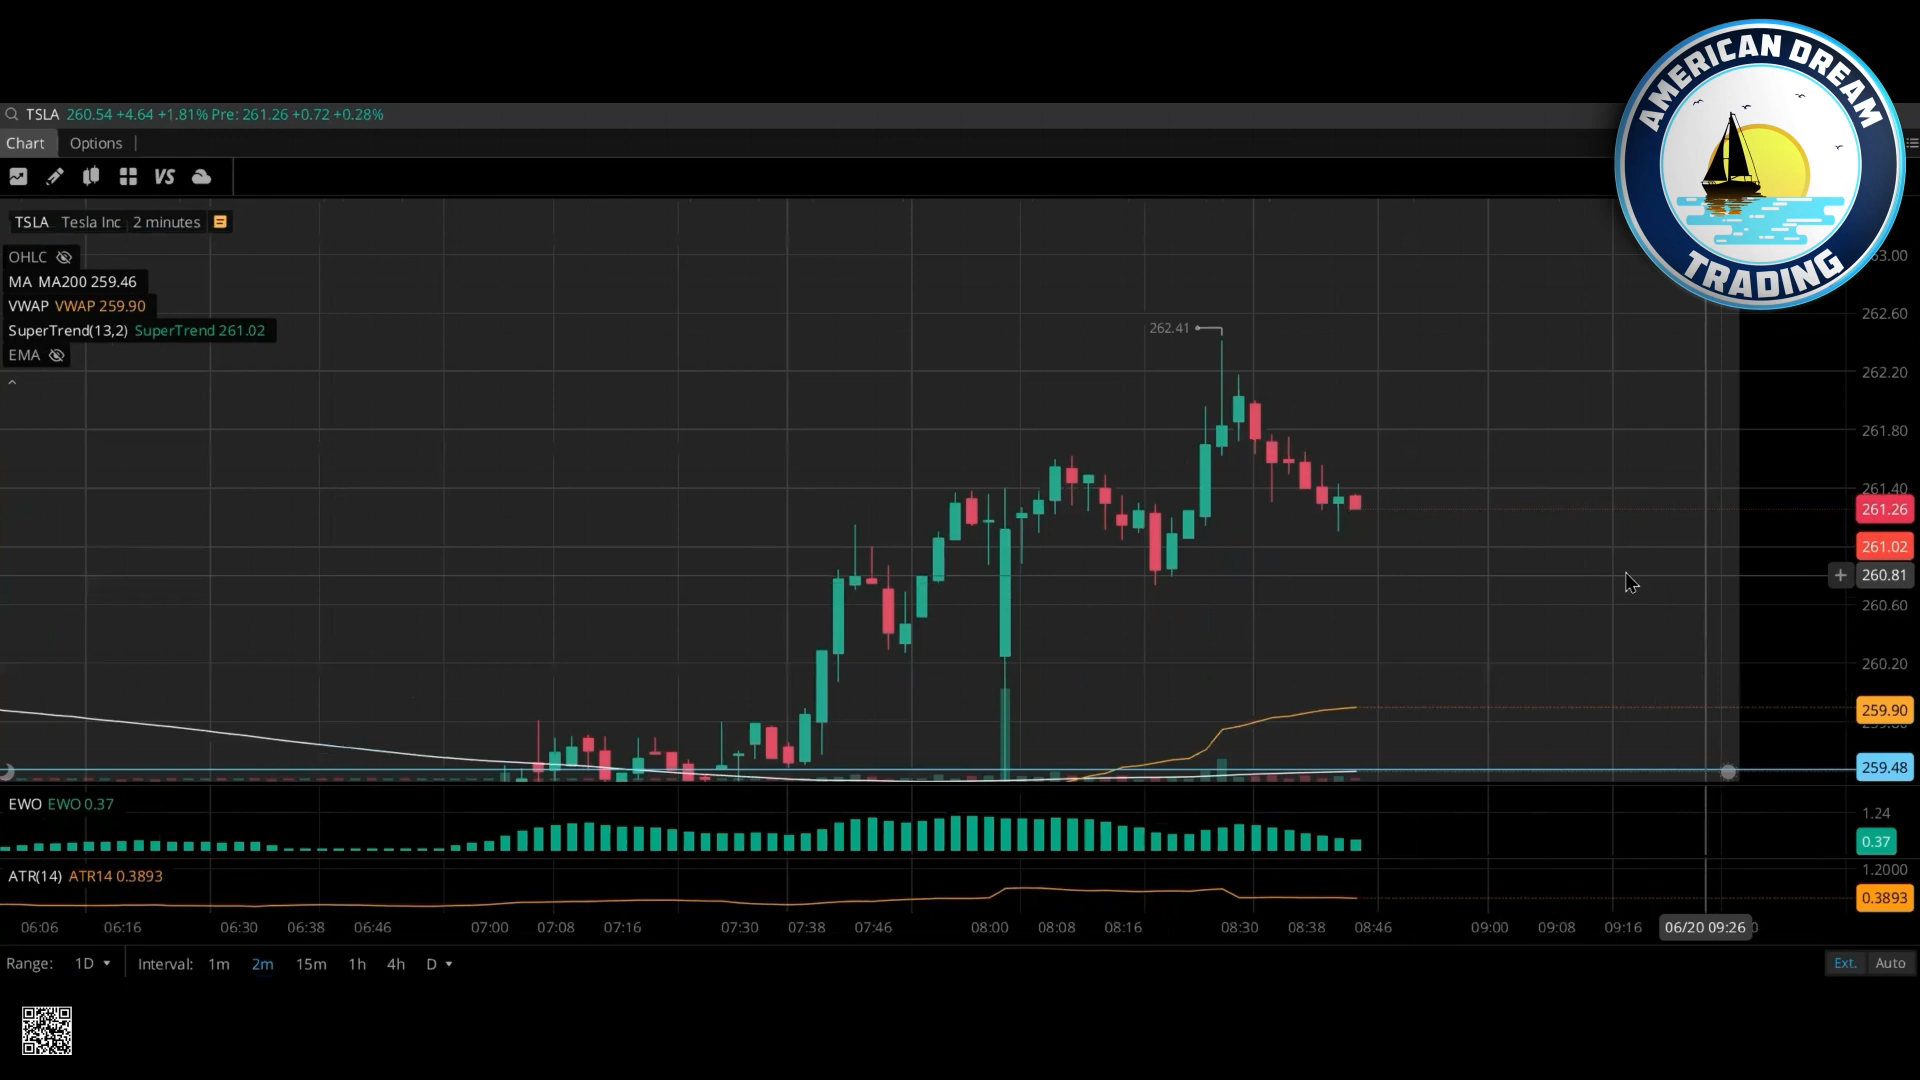 AMERICAN DREAM
TRADING
TSLA 260.54 +4.64 +1.81% Pre: 261.26 +0.72 +0.28%
Chart Options
VS
TSLA Tesla Inc 2 minutes
OHLC
MA MA200 259.46
VWAP VWAP 259.90
SuperTrend(13,2) SuperTrend 261.02
EMA
262.41
262.60
262.20
261.80
261.40
261.26
261.02
260.81
260.60
260.20
259.90
259.48
EWO EWO 0.37
1.24
0.37
ATR(14) ATR14 0.3893
1.2000
0.3893
06:06 06:16 06:30 06:38 06:46 07:00 07:08 07:16 07:30 07:38 07:46 08:00 08:08 08:16 08:30 08:38 08:46 09:00 09:08 09:16 06/20 09:26
Range: 1D Interval: 1m 2m 15m 1h 4h D Ext. Auto